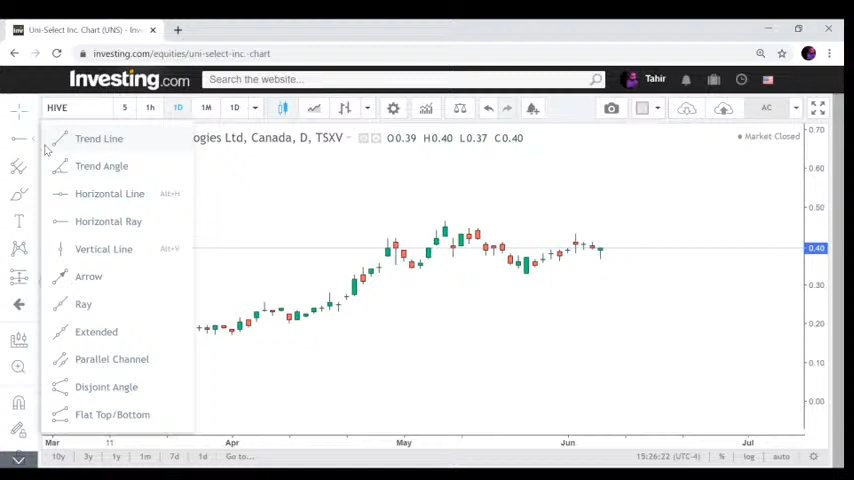 Uni-Select Inc. Chart (UNS) - Inv
investing.com/equities/uni-select-inc.-chart
Investing.com
Search the website...
Tahir
HIVE 5 1h 1D 1M 1D AC
ogies Ltd, Canada, D, TSXV O0.39 H0.40 L0.37 C0.40
Market Closed
Trend Line
Trend Angle
Horizontal Line Alt+H
Horizontal Ray
Vertical Line Alt+V
Arrow
Ray
Extended
Parallel Channel
Disjoint Angle
Flat Top/Bottom
0.70
0.60
0.50
0.40
0.30
0.20
0.10
0.00
Mar 11 Apr May Jun Jul
10y 3y 1y 1m 7d 1d Go to... 15:26:22 (UTC-4) % log auto